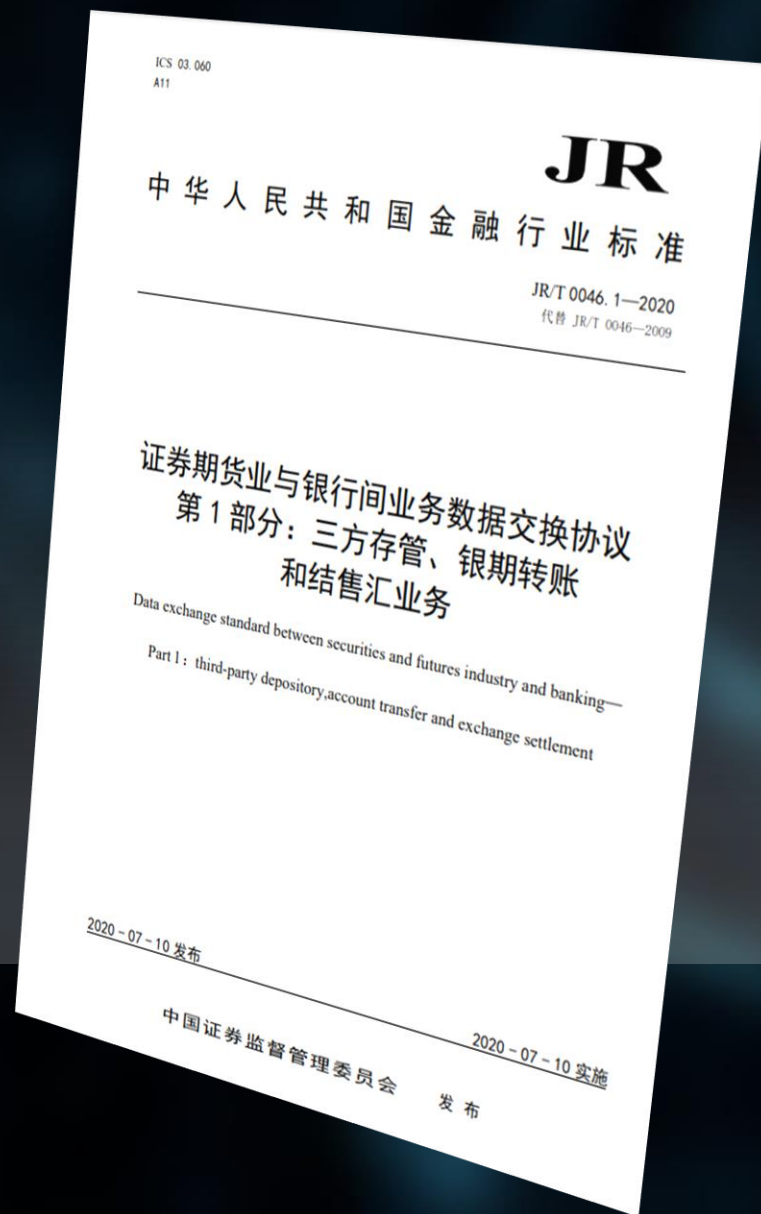 ICS 03.060
A11
JR
中华人民共和国金融行业标准
JR/T 0046.1—2020
代替 JR/T 0046—2009
证券期货业与银行间业务数据交换协议
第1部分：三方存管、银期转账
和结售汇业务
Data exchange standard between securities and futures industry and banking—
Part 1：third-party depository,account transfer and exchange settlement
2020-07-10 发布
2020-07-10 实施
中国证券监督管理委员会 发布